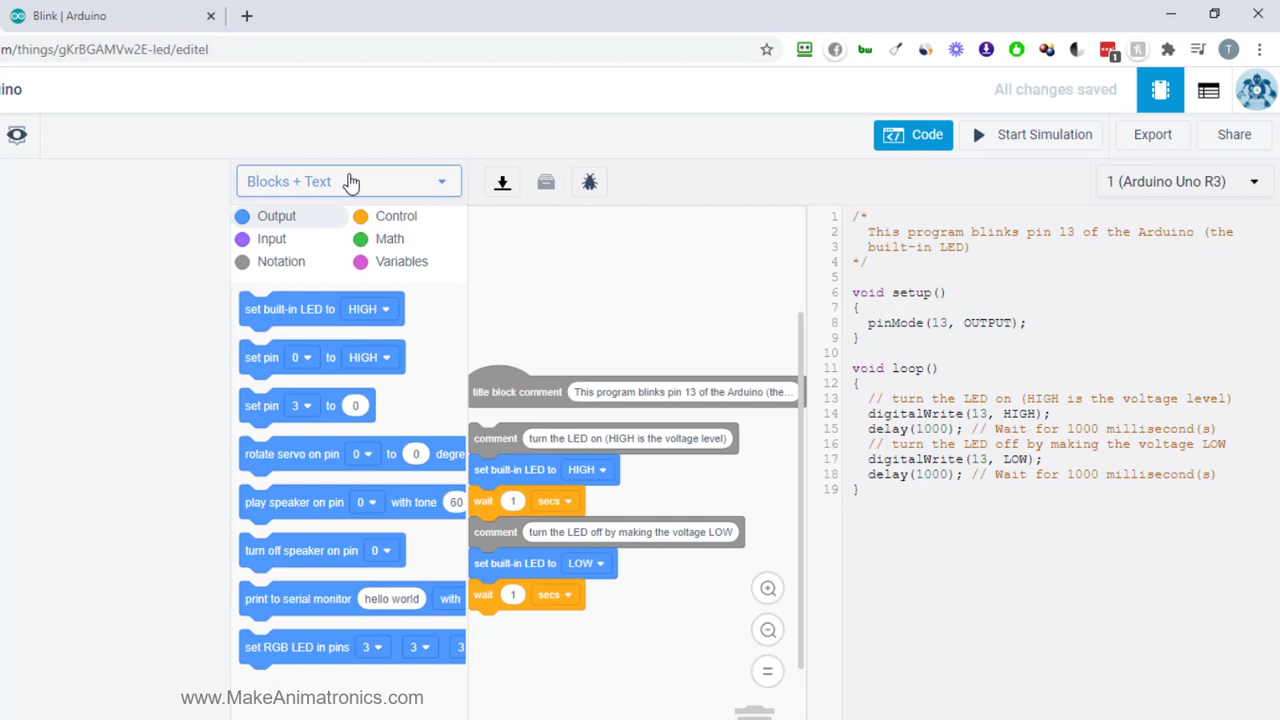 Blink | Arduino
m/things/gKrBGAMVw2E-led/editel
bw
1
T
ino
All changes saved
Code
Start Simulation
Export
Share
Blocks + Text
1 (Arduino Uno R3)
Output
Control
Input
Math
Notation
Variables
set built-in LED to HIGH
set pin 0 to HIGH
set pin 3 to 0
rotate servo on pin 0 to 0 degre
play speaker on pin 0 with tone 60
turn off speaker on pin 0
print to serial monitor hello world with
set RGB LED in pins 3 3 3
title block comment This program blinks pin 13 of the Arduino (the...
comment turn the LED on (HIGH is the voltage level)
set built-in LED to HIGH
wait 1 secs
comment turn the LED off by making the voltage LOW
set built-in LED to LOW
wait 1 secs
1 /*
2 This program blinks pin 13 of the Arduino (the
3 built-in LED)
4 */
5
6 void setup()
7 {
8 pinMode(13, OUTPUT);
9 }
10
11 void loop()
12 {
13 // turn the LED on (HIGH is the voltage level)
14 digitalWrite(13, HIGH);
15 delay(1000); // Wait for 1000 millisecond(s)
16 // turn the LED off by making the voltage LOW
17 digitalWrite(13, LOW);
18 delay(1000); // Wait for 1000 millisecond(s)
19 }
www.MakeAnimatronics.com